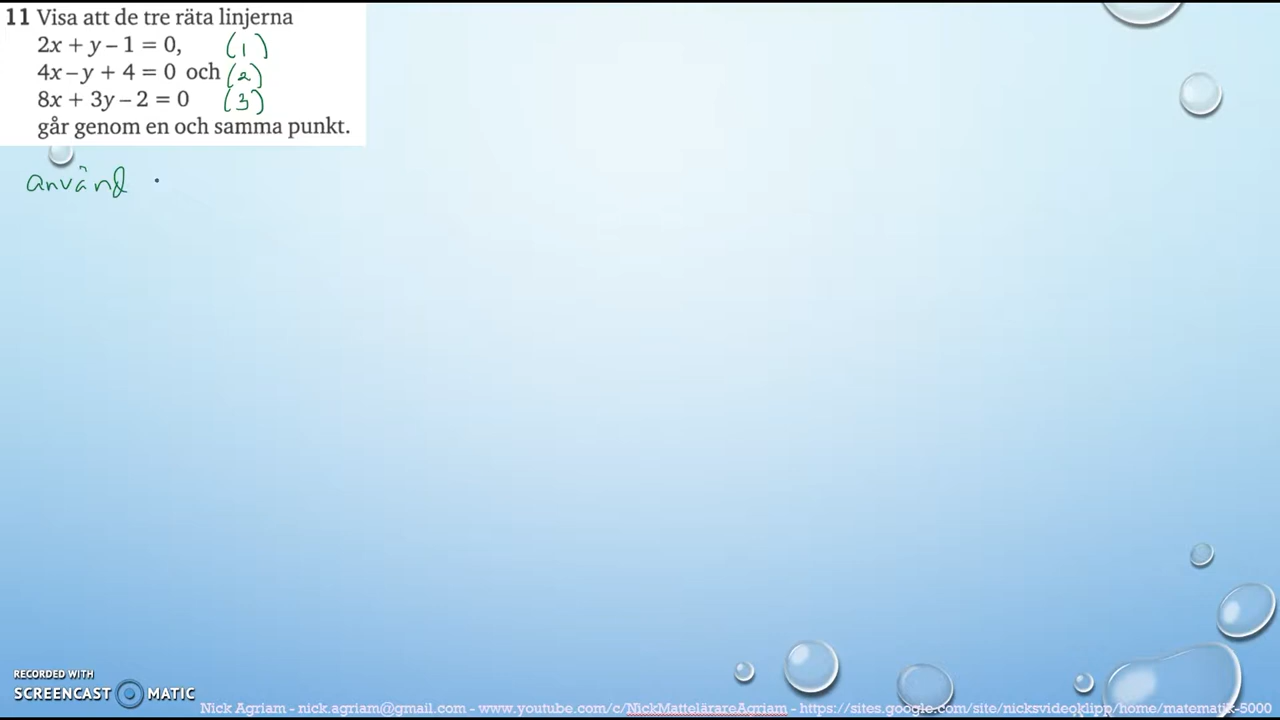 11 Visa att de tre räta linjerna
2x + y – 1 = 0, (1)
4x – y + 4 = 0 och (2)
8x + 3y – 2 = 0 (3)
går genom en och samma punkt.
använd
RECORDED WITH
SCREENCAST MATIC
Nick Agriam - nick.agriam@gmail.com - www.youtube.com/c/NickMattelärareAgriam - https://sites.google.com/site/nicksvideoklipp/home/matematik-5000